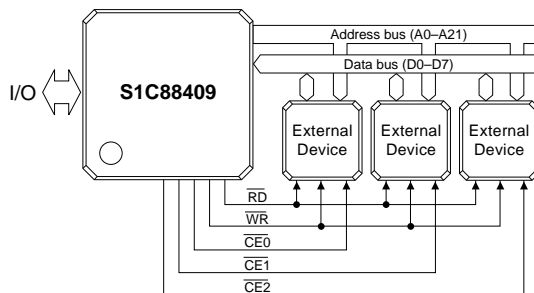 Address bus (A0–A21)
Data bus (D0–D7)
I/O
S1C88409
External Device
External Device
External Device
RD
WR
CE0
CE1
CE2